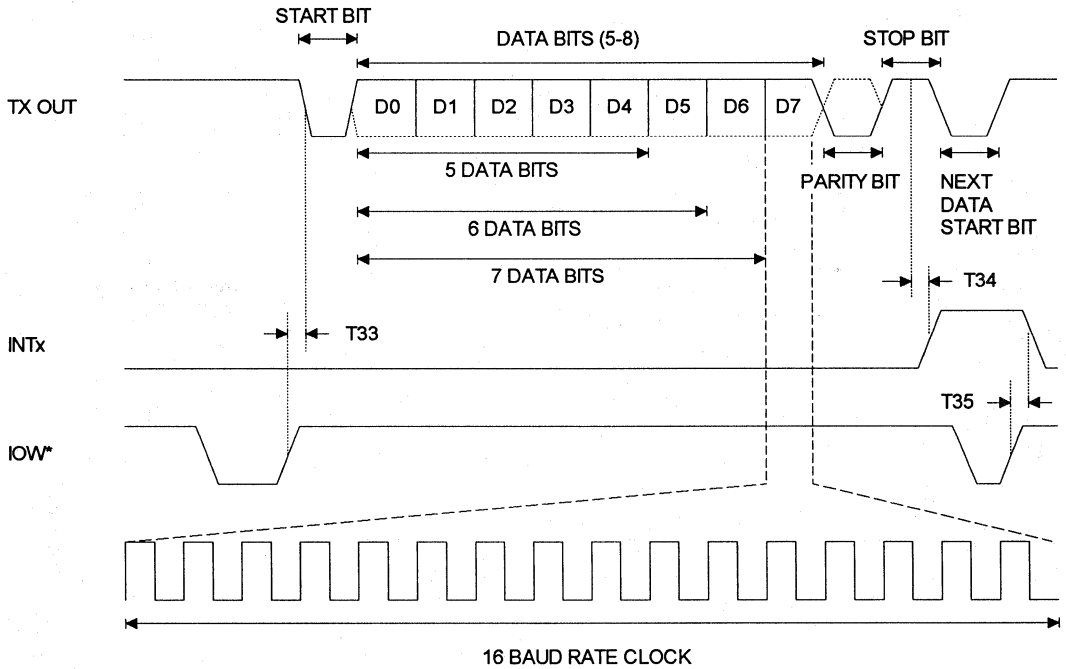 START BIT
DATA BITS (5-8)
STOP BIT
TX OUT
D0 D1 D2 D3 D4 D5 D6 D7
5 DATA BITS
PARITY BIT
NEXT
DATA
START BIT
6 DATA BITS
7 DATA BITS
T34
T33
INTx
T35
IOW*
16 BAUD RATE CLOCK